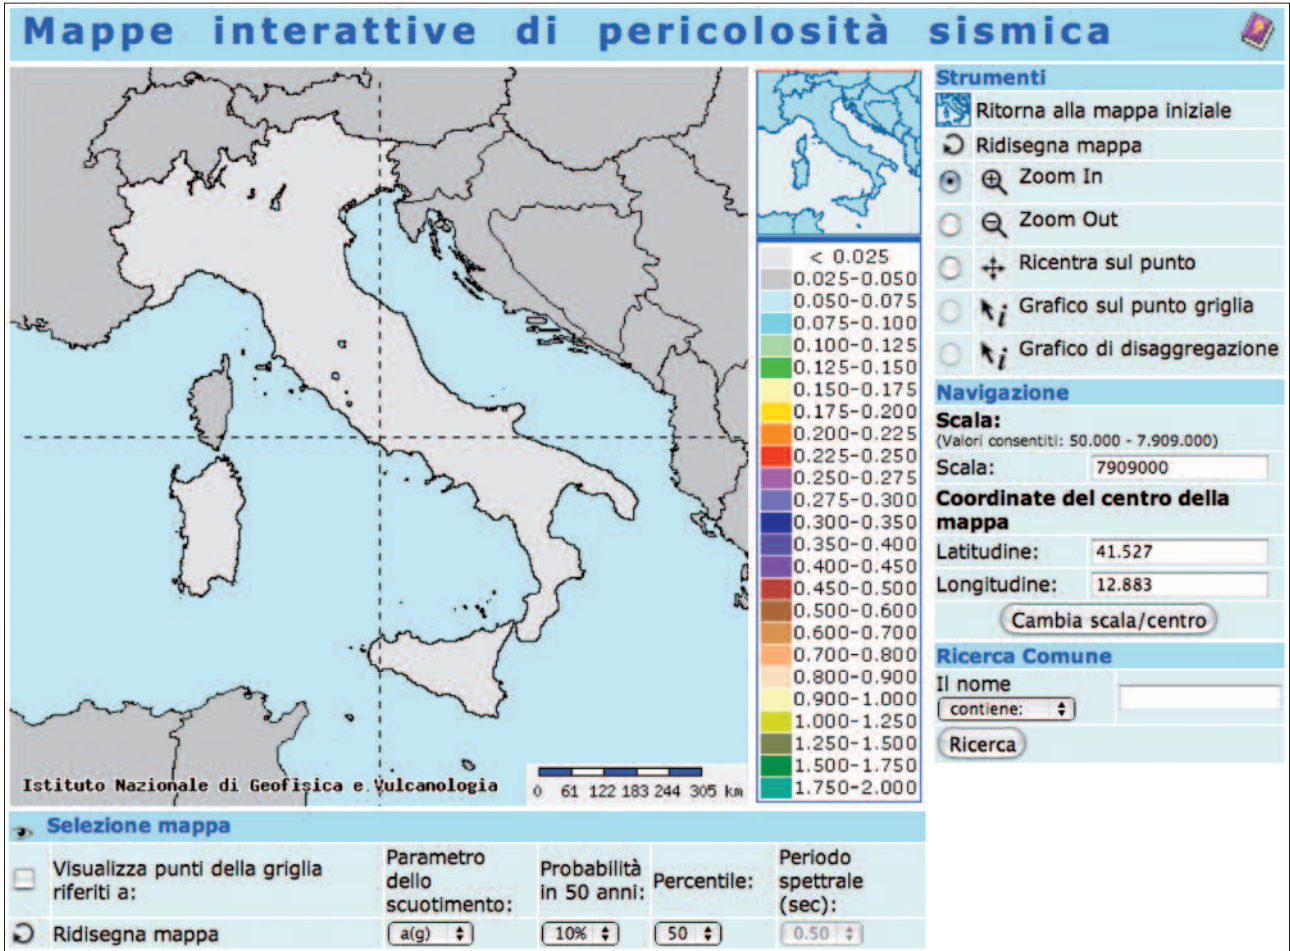 Mappe interattive di pericolosità sismica
Istituto Nazionale di Geofisica e Vulcanologia
0 61 122 183 244 305 km
< 0.025
0.025-0.050
0.050-0.075
0.075-0.100
0.100-0.125
0.125-0.150
0.150-0.175
0.175-0.200
0.200-0.225
0.225-0.250
0.250-0.275
0.275-0.300
0.300-0.350
0.350-0.400
0.400-0.450
0.450-0.500
0.500-0.600
0.600-0.700
0.700-0.800
0.800-0.900
0.900-1.000
1.000-1.250
1.250-1.500
1.500-1.750
1.750-2.000
Strumenti
Ritorna alla mappa iniziale
Ridisegna mappa
Zoom In
Zoom Out
Ricentra sul punto
Grafico sul punto griglia
Grafico di disaggregazione
Navigazione
Scala:
(Valori consentiti: 50.000 - 7.909.000)
Scala: 7909000
Coordinate del centro della
mappa
Latitudine: 41.527
Longitudine: 12.883
Cambia scala/centro
Ricerca Comune
Il nome
contiene:
Ricerca
Selezione mappa
Visualizza punti della griglia
riferiti a:
Parametro
dello
scuotimento:
Probabilità
in 50 anni:
Percentile:
Periodo
spettrale
(sec):
Ridisegna mappa
a(g)
10%
50
0.50